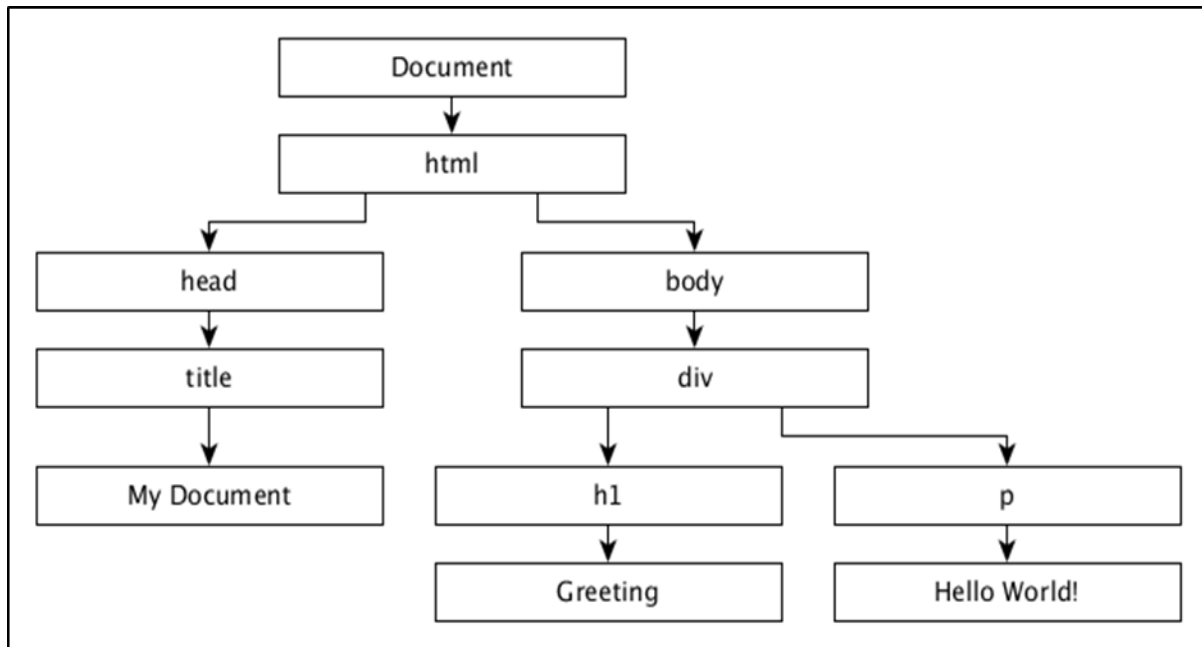 Document
html
head
body
title
div
My Document
h1
p
Greeting
Hello World!